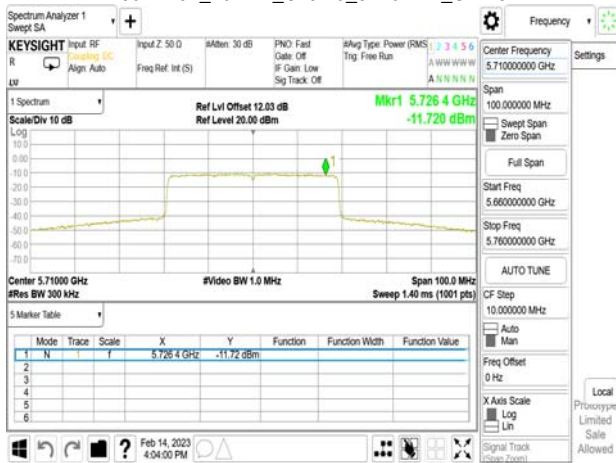 Spectrum Analyzer 1
Swept SA
Frequency
KEYSIGHT
R
Input: RF
Coupling: DC
Align: Auto
Input Z: 50 Ω
Freq Ref: Int (S)
#Atten: 30 dB
PNO: Fast
Gate: Off
IF Gain: Low
Sig Track: Off
#Avg Type: Power (RMS
Trig: Free Run
1 2 3 4 5 6
A W W W W W
A N N N N N
1 Spectrum
Scale/Div 10 dB
Ref Lvl Offset 12.03 dB
Ref Level 20.00 dBm
Mkr1 5.726 4 GHz
-11.720 dBm
Log
10.0
0.00
-10.0
-20.0
-30.0
-40.0
-50.0
-60.0
-70.0
1
Center 5.71000 GHz
#Res BW 300 kHz
#Video BW 1.0 MHz
Span 100.0 MHz
Sweep 1.40 ms (1001 pts)
5 Marker Table
Mode Trace Scale X Y Function Function Width Function Value
1 N 1 f 5.726 4 GHz -11.72 dBm
2
3
4
5
6
Feb 14, 2023
4:04:00 PM
Center Frequency
5.710000000 GHz
Span
100.000000 MHz
Swept Span
Zero Span
Full Span
Start Freq
5.660000000 GHz
Stop Freq
5.760000000 GHz
AUTO TUNE
CF Step
10.000000 MHz
Auto
Man
Freq Offset
0 Hz
X Axis Scale
Log
Lin
Signal Track
(Span Zoom)
Settings
Local
Prototype
Limited
Sale
Allowed